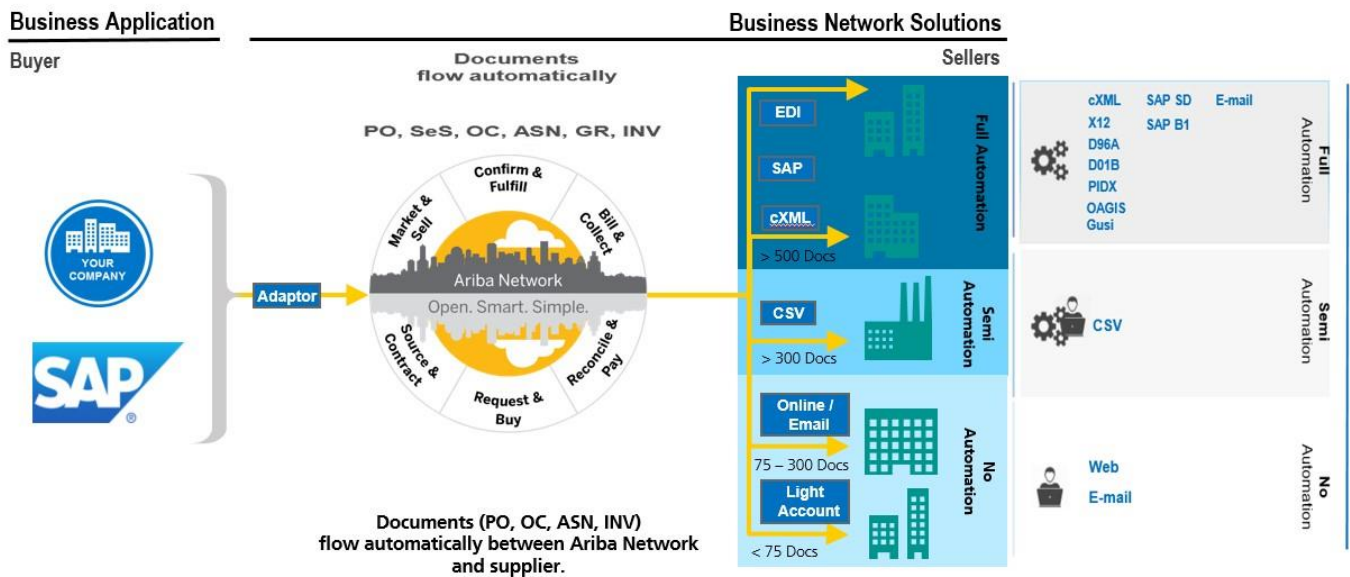 Business Application
Business Network Solutions
Buyer
Documents
flow automatically
Sellers
PO, SeS, OC, ASN, GR, INV
YOUR
COMPANY
SAP
®
Adaptor
Market &
Sell
Confirm &
Fulfill
Bill &
Collect
Ariba Network
Open. Smart. Simple.
Source &
Contract
Request &
Buy
Reconcile &
Pay
Documents (PO, OC, ASN, INV)
flow automatically between Ariba Network
and supplier.
EDI
SAP
cXML
> 500 Docs
Full Automation
CSV
> 300 Docs
Semi
Automation
Online /
Email
75 – 300 Docs
Light
Account
< 75 Docs
No
Automation
cXML SAP SD E-mail
X12 SAP B1
D96A
D01B
PIDX
OAGIS
Gusi
Full
Automation
CSV
Semi
Automation
Web
E-mail
No
Automation